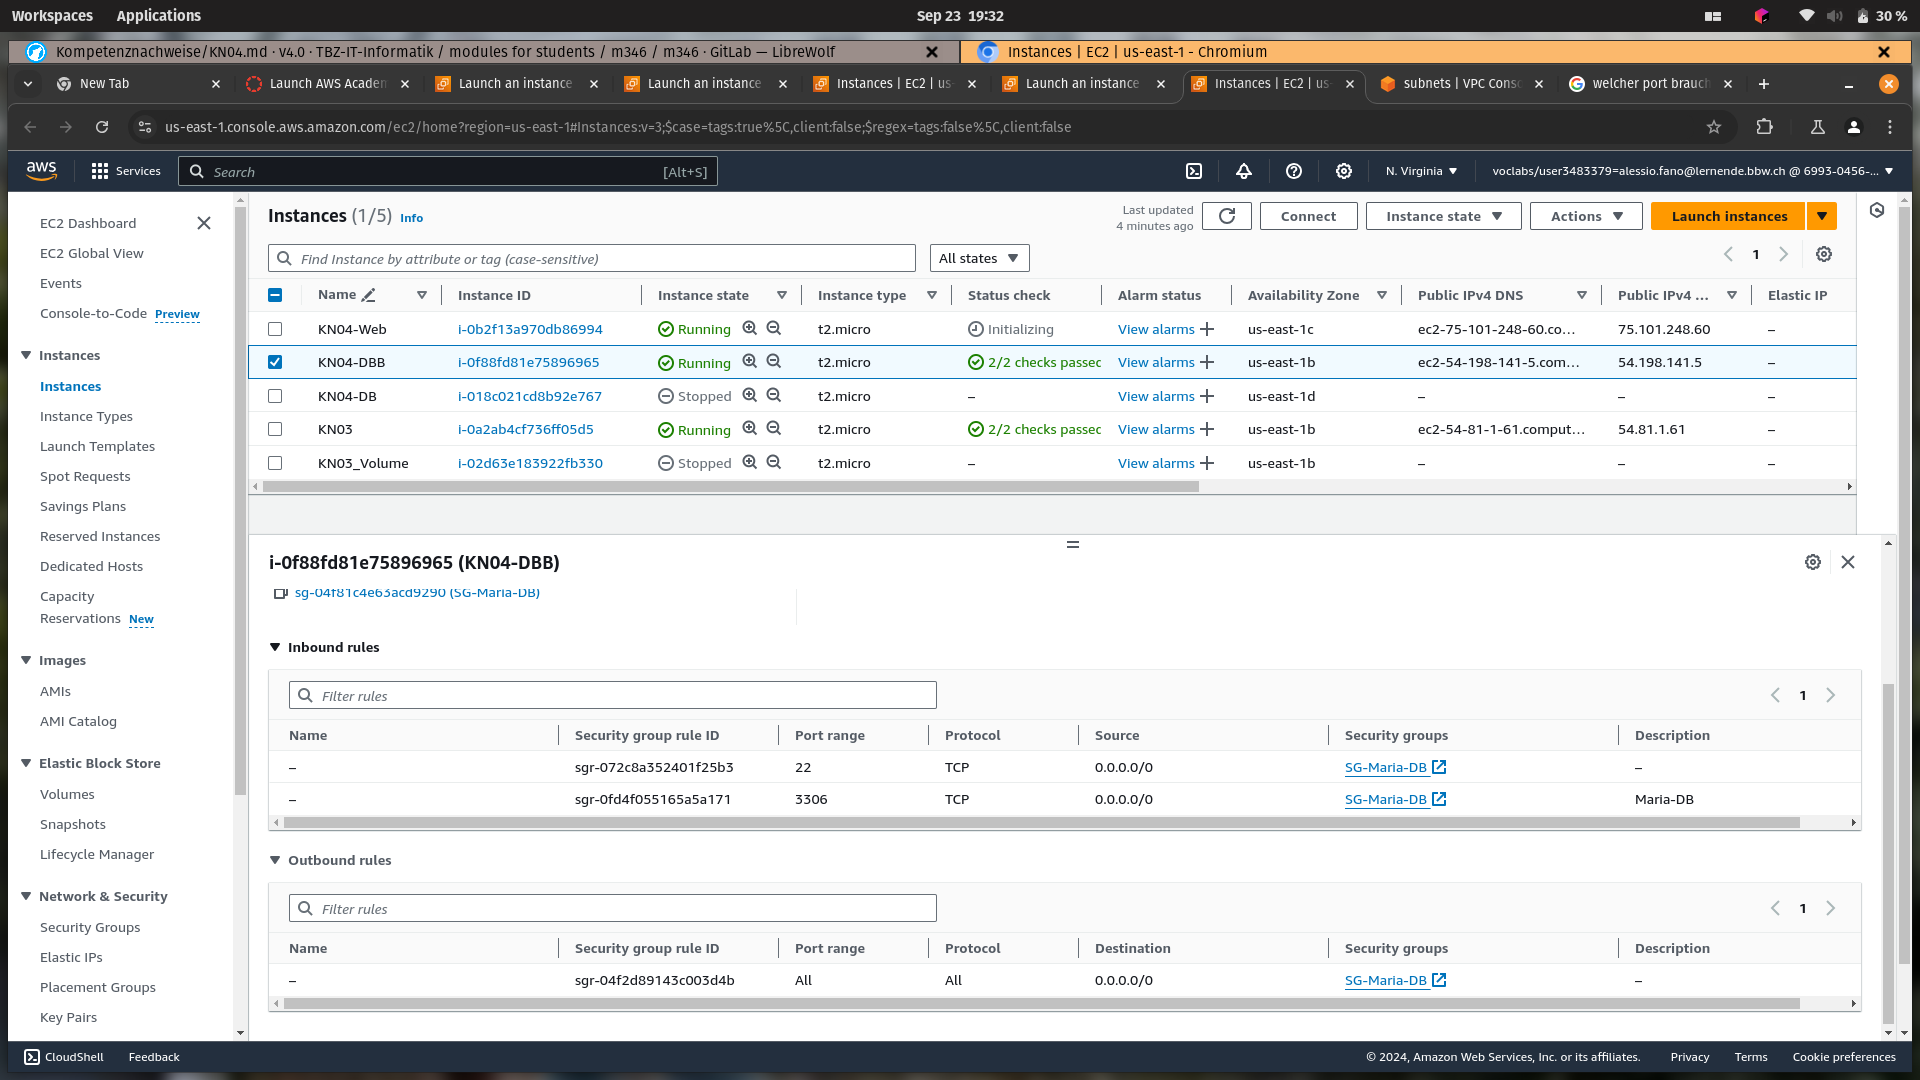 Workspaces Applications Sep 23 19:32 30 %
Kompetenznachweise/KN04.md · v4.0 · TBZ-IT-Informatik / modules for students / m346 / m346 · GitLab — LibreWolf Instances | EC2 | us-east-1 - Chromium
New Tab Launch AWS Academ Launch an instance Launch an instance Instances | EC2 | us- Launch an instance Instances | EC2 | us- subnets | VPC Conso welcher port brauch
us-east-1.console.aws.amazon.com/ec2/home?region=us-east-1#Instances:v=3;$case=tags:true%5C,client:false;$regex=tags:false%5C,client:false
aws Services Search [Alt+S] N. Virginia voclabs/user3483379=alessio.fano@lernende.bbw.ch @ 6993-0456-...
EC2 Dashboard
EC2 Global View
Events
Console-to-Code Preview
Instances
Instances
Instance Types
Launch Templates
Spot Requests
Savings Plans
Reserved Instances
Dedicated Hosts
Capacity
Reservations New
Images
AMIs
AMI Catalog
Elastic Block Store
Volumes
Snapshots
Lifecycle Manager
Network & Security
Security Groups
Elastic IPs
Placement Groups
Key Pairs
Instances (1/5) Info
Last updated
4 minutes ago
Connect Instance state Actions Launch instances
Find Instance by attribute or tag (case-sensitive) All states 1
Name Instance ID Instance state Instance type Status check Alarm status Availability Zone Public IPv4 DNS Public IPv4 ... Elastic IP
KN04-Web i-0b2f13a970db86994 Running t2.micro Initializing View alarms us-east-1c ec2-75-101-248-60.co... 75.101.248.60 –
KN04-DBB i-0f88fd81e75896965 Running t2.micro 2/2 checks passed View alarms us-east-1b ec2-54-198-141-5.com... 54.198.141.5 –
KN04-DB i-018c021cd8b92e767 Stopped t2.micro – View alarms us-east-1d – – –
KN03 i-0a2ab4cf736ff05d5 Running t2.micro 2/2 checks passed View alarms us-east-1b ec2-54-81-1-61.comput... 54.81.1.61 –
KN03_Volume i-02d63e183922fb330 Stopped t2.micro – View alarms us-east-1b – – –
i-0f88fd81e75896965 (KN04-DBB)
sg-04f81c4e63acd9290 (SG-Maria-DB)
Inbound rules
Filter rules 1
Name Security group rule ID Port range Protocol Source Security groups Description
– sgr-072c8a352401f25b3 22 TCP 0.0.0.0/0 SG-Maria-DB –
– sgr-0fd4f055165a5a171 3306 TCP 0.0.0.0/0 SG-Maria-DB Maria-DB
Outbound rules
Filter rules 1
Name Security group rule ID Port range Protocol Destination Security groups Description
– sgr-04f2d89143c003d4b All All 0.0.0.0/0 SG-Maria-DB –
CloudShell Feedback © 2024, Amazon Web Services, Inc. or its affiliates. Privacy Terms Cookie preferences